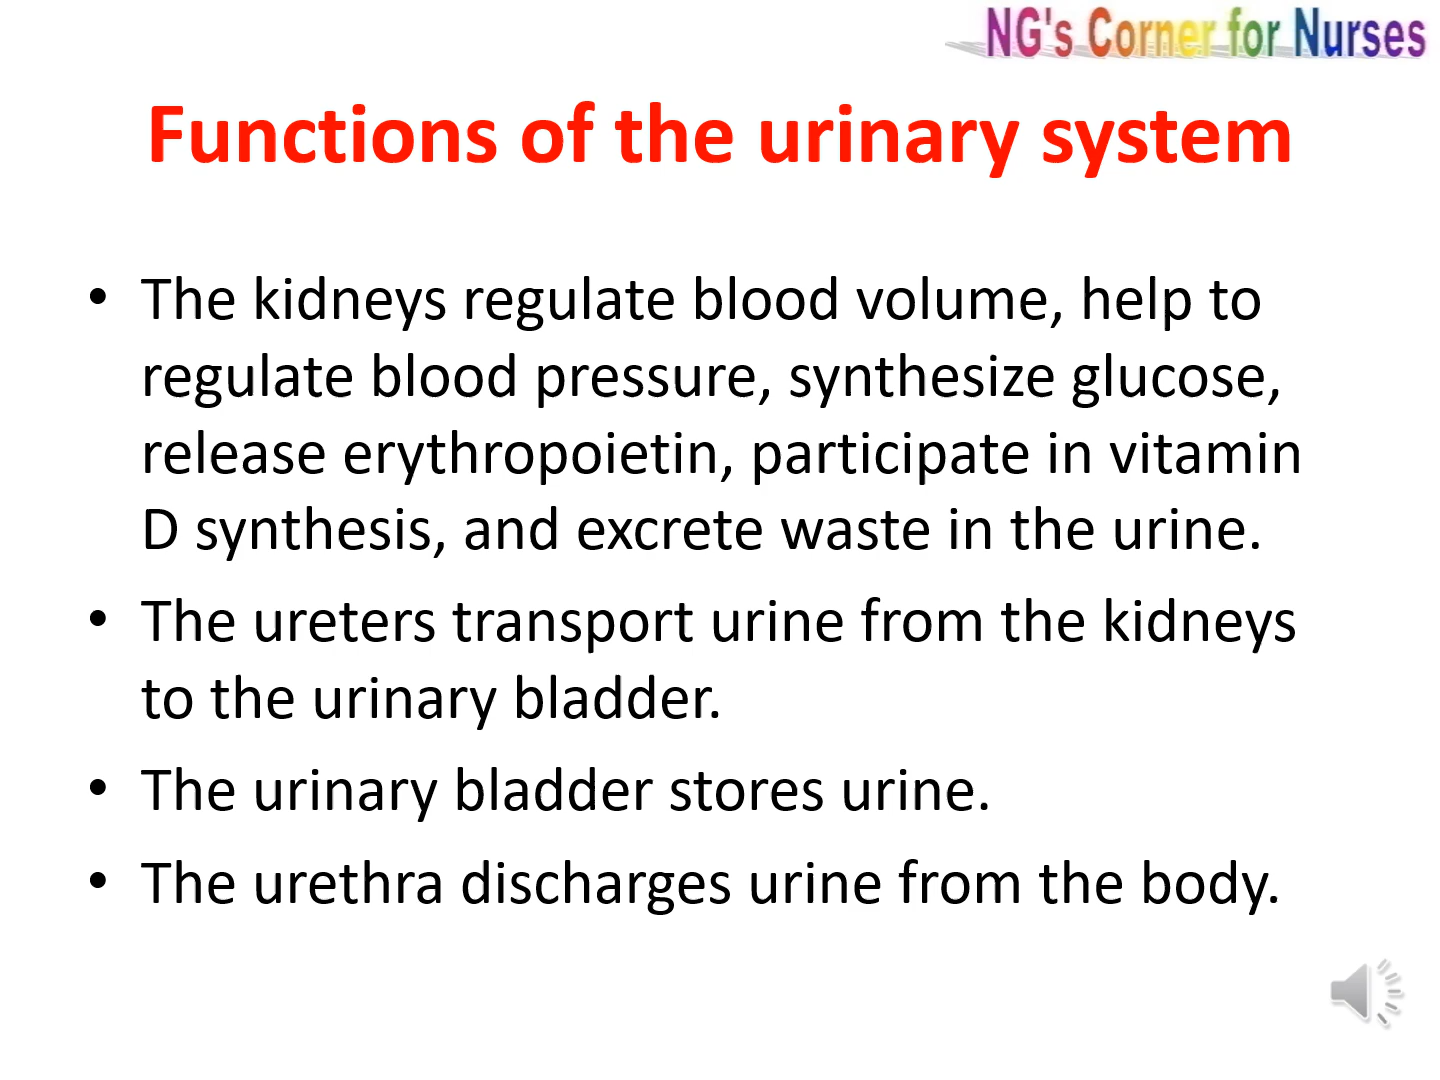 NG's Corner for Nurses
Functions of the urinary system
• The kidneys regulate blood volume, help to
regulate blood pressure, synthesize glucose,
release erythropoietin, participate in vitamin
D synthesis, and excrete waste in the urine.
• The ureters transport urine from the kidneys
to the urinary bladder.
• The urinary bladder stores urine.
• The urethra discharges urine from the body.